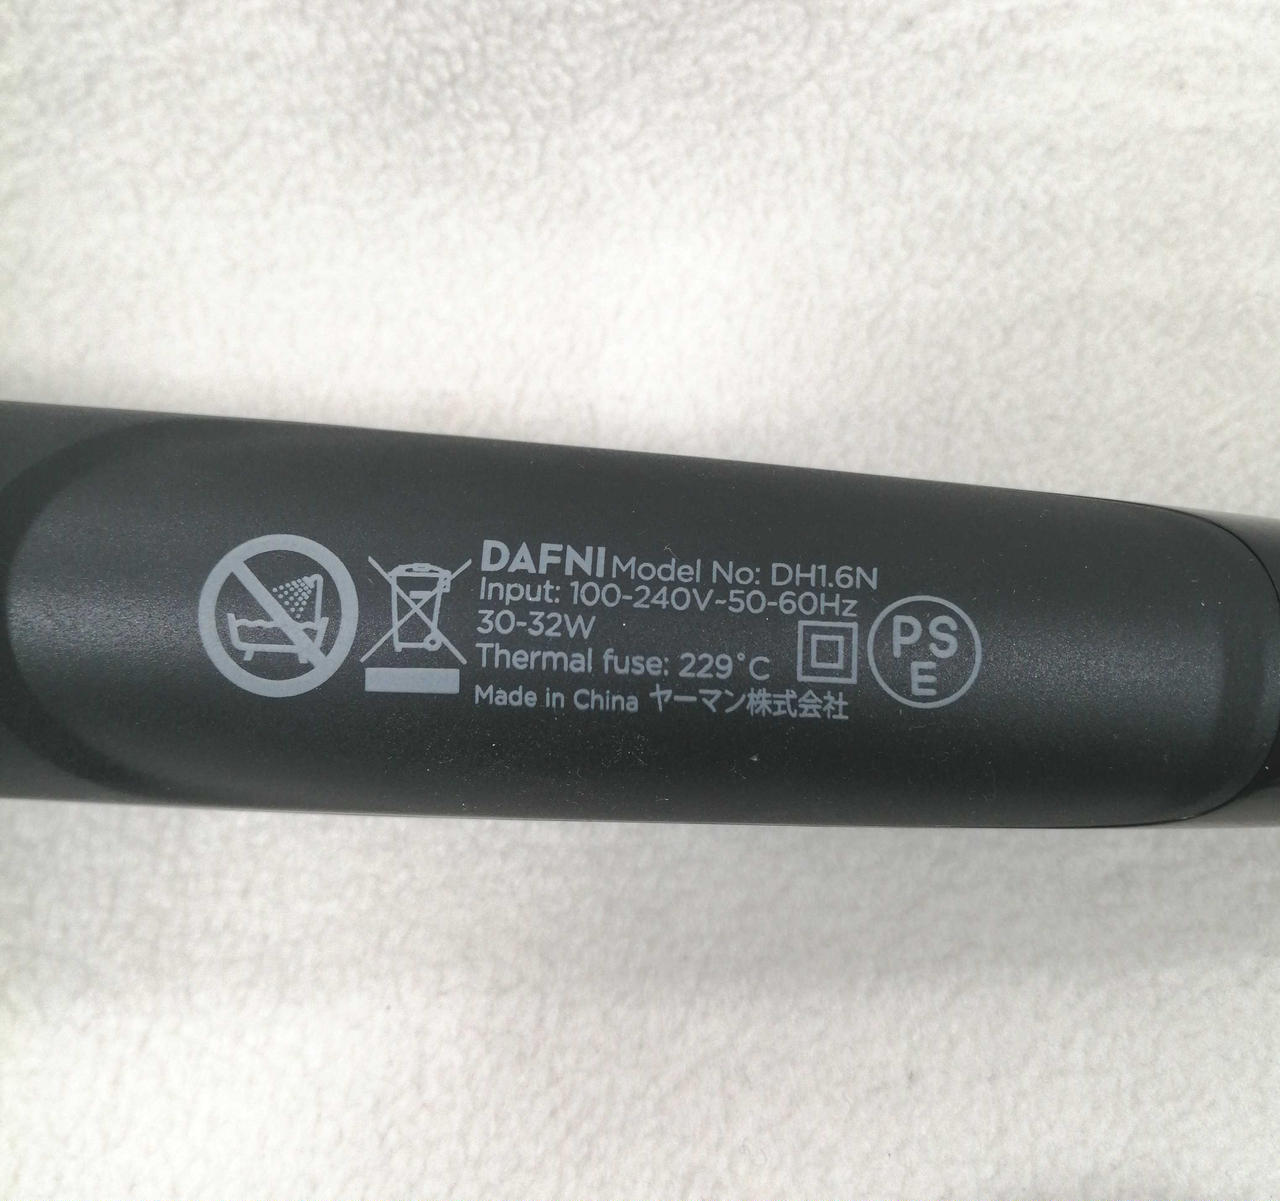 DAFNI Model No: DH1.6N
Input: 100-240V~50-60Hz
30-32W
Thermal fuse: 229°C
Made in China ヤーマン株式会社
PS
E